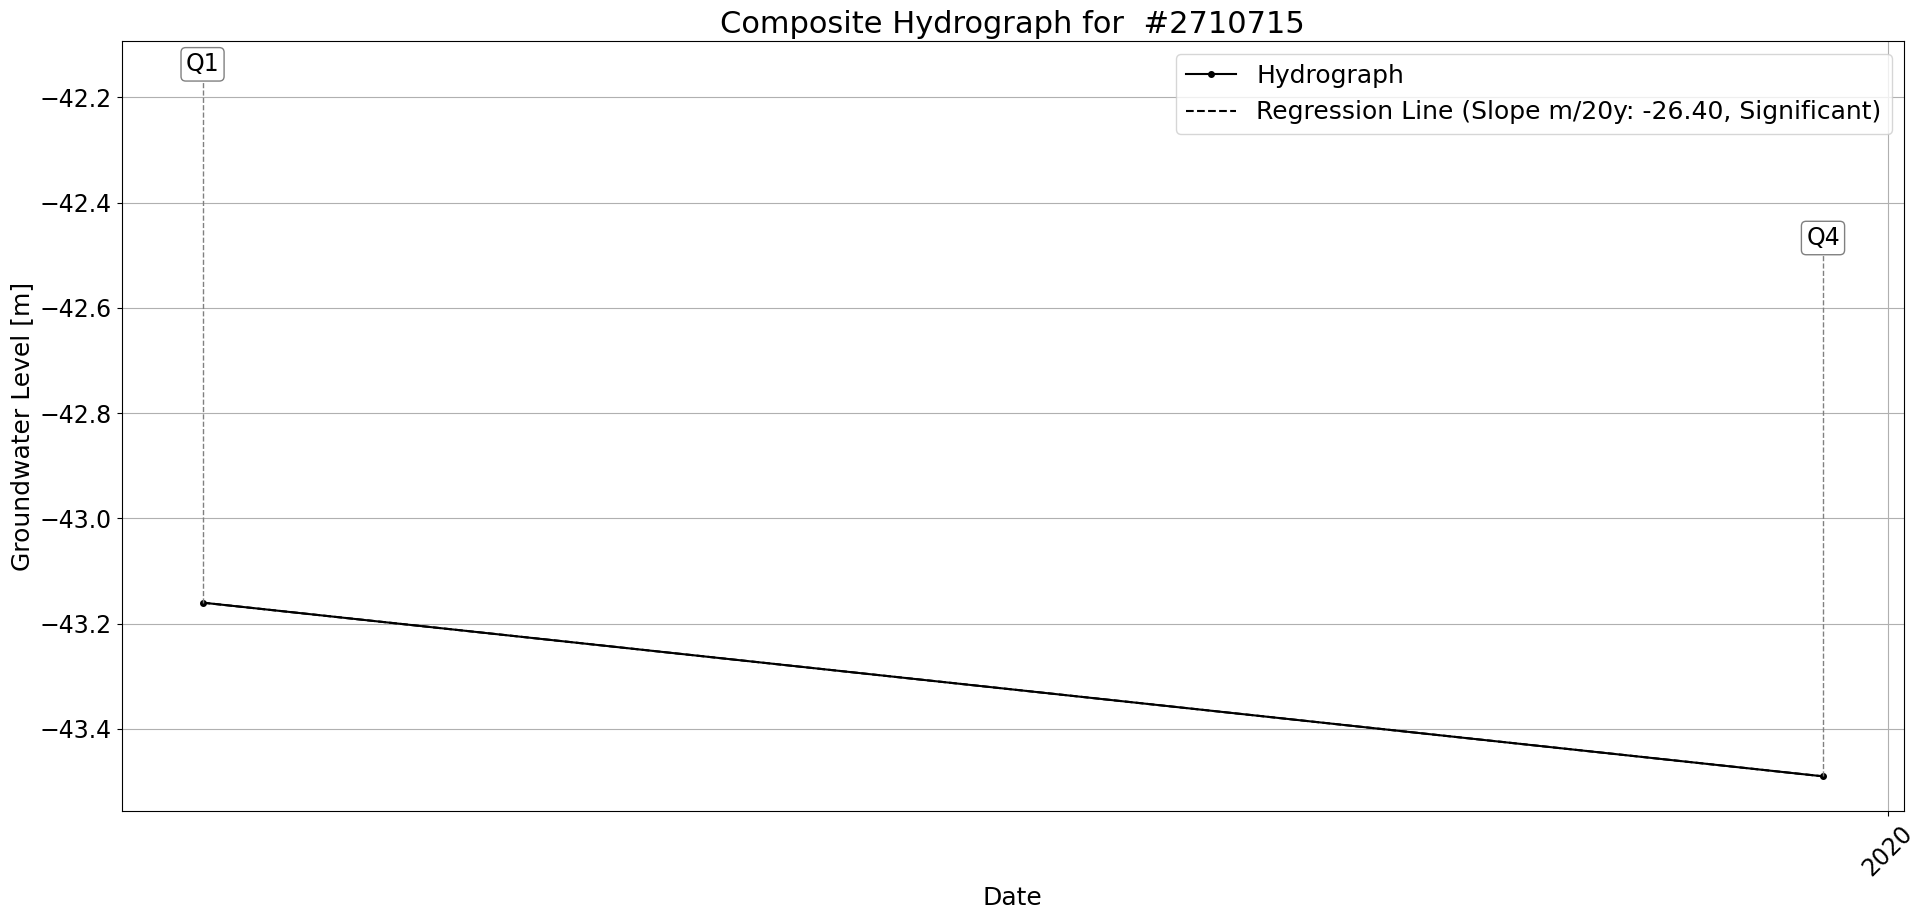 Composite Hydrograph for  #2710715
Q1
Hydrograph
Regression Line (Slope m/20y: -26.40, Significant)
Q4
Groundwater Level [m]
−42.2
−42.4
−42.6
−42.8
−43.0
−43.2
−43.4
2020
Date